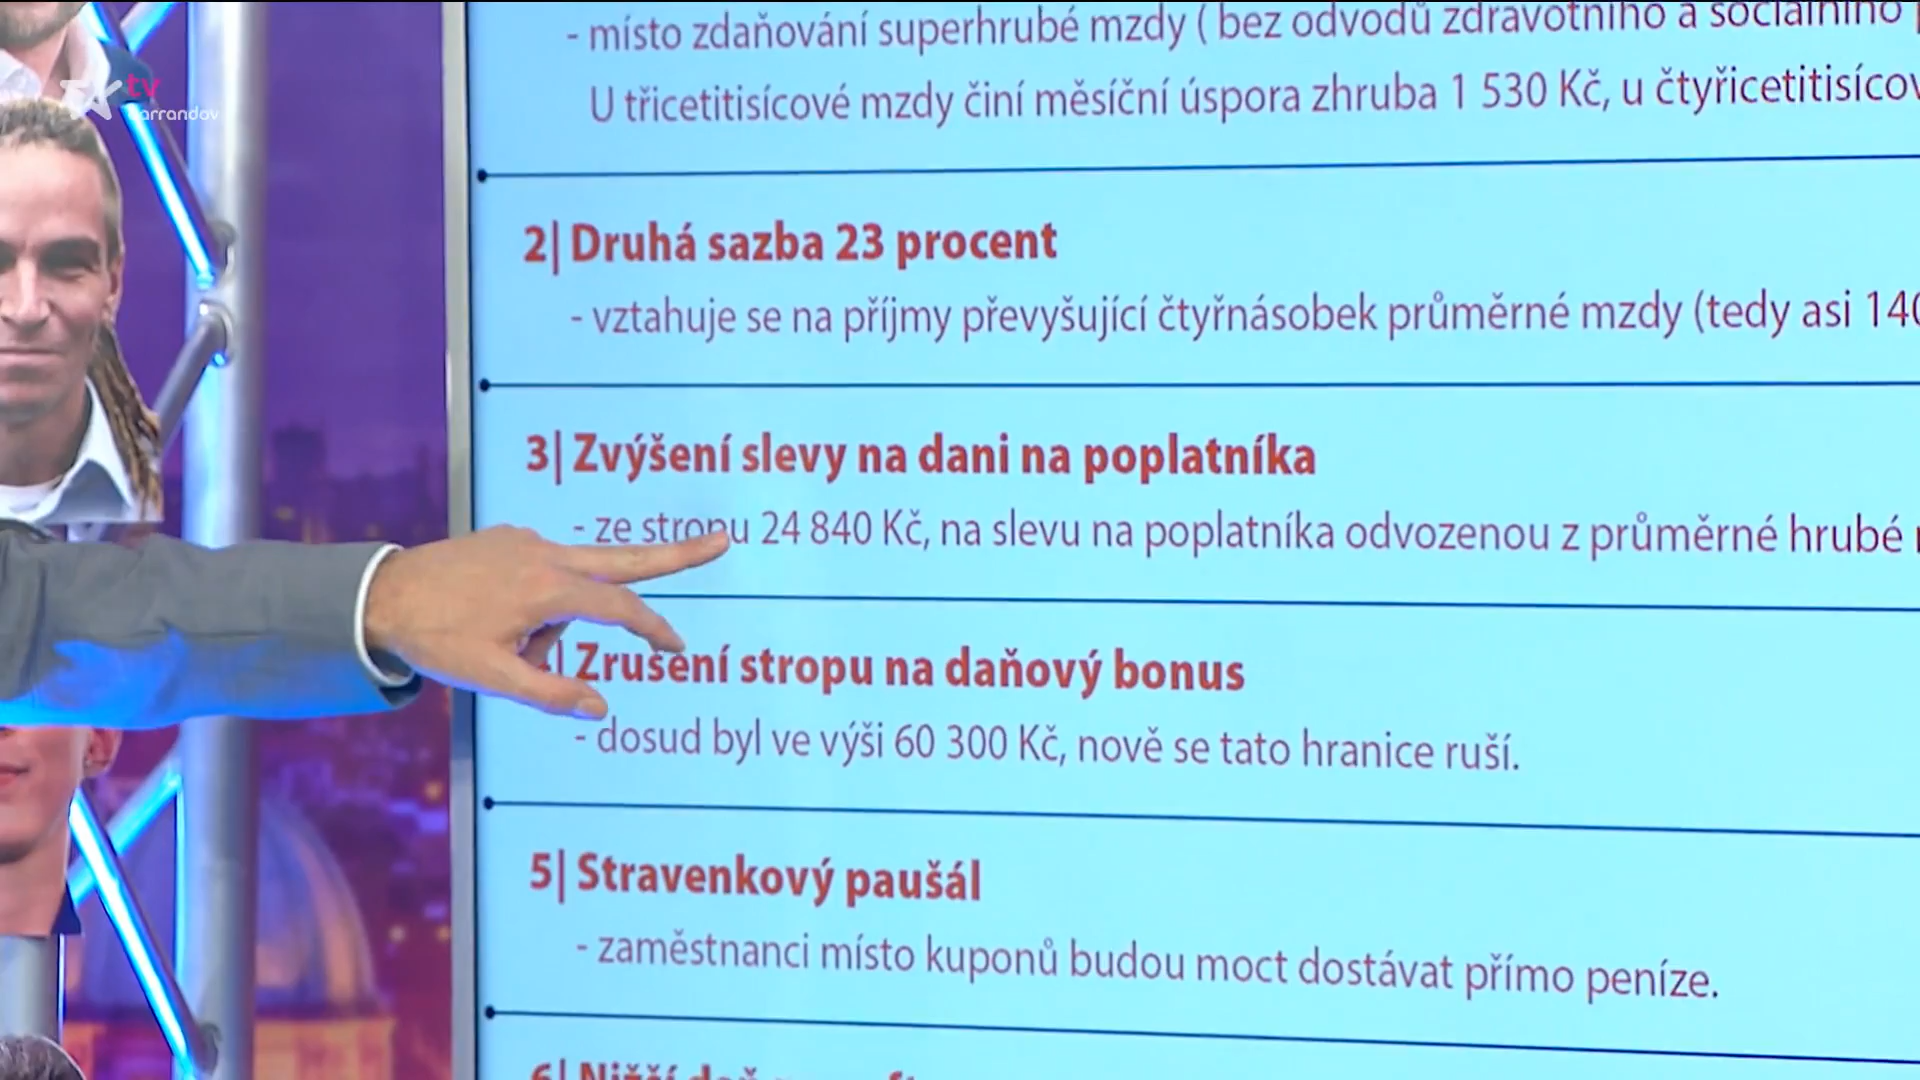 tv
barrandov
- místo zdaňování superhrubé mzdy ( bez odvodů zdravotního a sociálního
U třicetitisícové mzdy činí měsíční úspora zhruba 1 530 Kč, u
2| Druhá sazba 23 procent
- vztahuje se na příjmy převyšující čtyřnásobek průměrné mzdy (tedy asi
3| Zvýšení slevy na dani na poplatníka
- ze stropu 24 840 Kč, na slevu na poplatníka odvozenou z průměrné hrubé
| Zrušení stropu na daňový bonus
- dosud byl ve výši 60 300 Kč, nově se tato hranice ruší.
5| Stravenkový paušál
- zaměstnanci místo kuponů budou moct dostávat přímo peníze.
6| Nižší daň